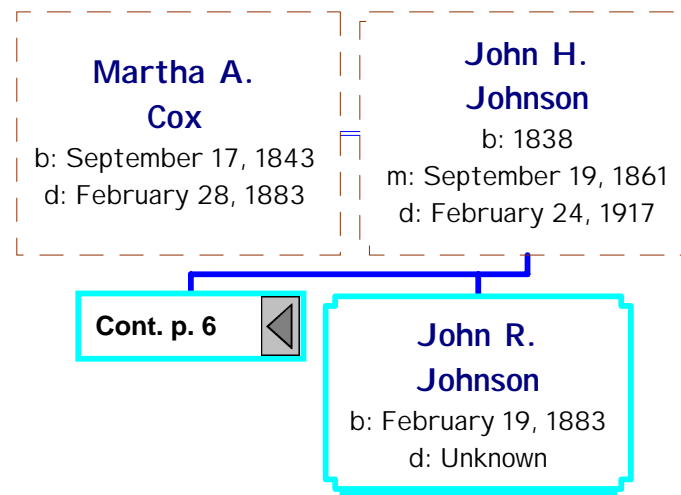 Martha A.
Cox
b: September 17, 1843
d: February 28, 1883
John H.
Johnson
b: 1838
m: September 19, 1861
d: February 24, 1917
Cont. p. 6
John R.
Johnson
b: February 19, 1883
d: Unknown